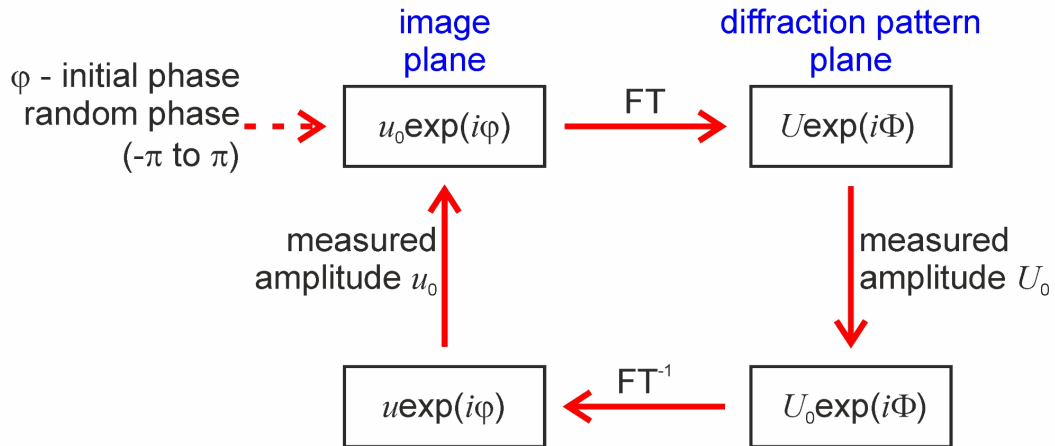 image
plane
diffraction pattern
plane
φ - initial phase
random phase
(-π to π)
u₀exp(iφ)
FT
Uexp(iΦ)
measured
amplitude u₀
measured
amplitude U₀
uexp(iφ)
FT⁻¹
U₀exp(iΦ)